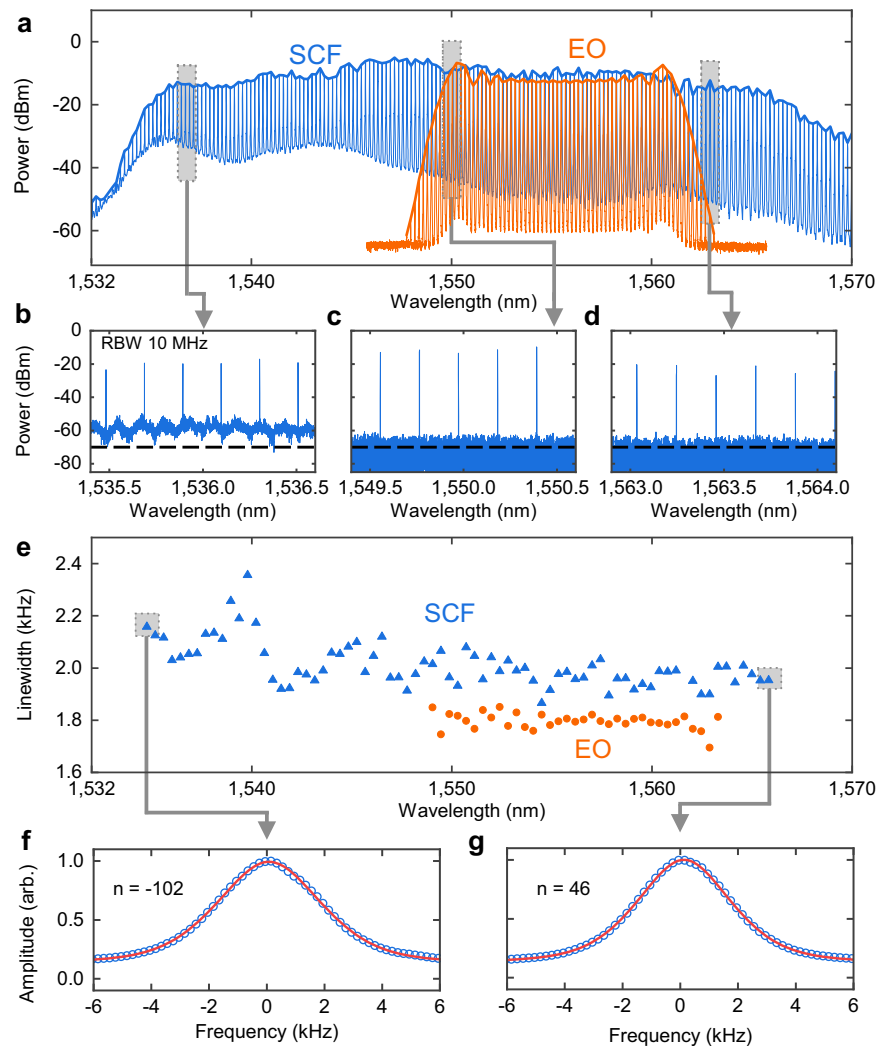 a
0
-20
-40
-60
Power (dBm)
SCF
EO
1,532
1,540
1,550
1,560
1,570
Wavelength (nm)
b
c
d
0
-20
-40
-60
-80
Power (dBm)
RBW 10 MHz
1,535.5
1,536.0
1,536.5
1,549.5
1,550.0
1,550.5
1,563.0
1,563.5
1,564.0
Wavelength (nm)
Wavelength (nm)
Wavelength (nm)
e
2.4
2.2
2.0
1.8
1.6
Linewidth (kHz)
SCF
EO
1,532
1,540
1,550
1,560
1,570
Wavelength (nm)
f
1.0
0.5
0.0
Amplitude (arb.)
n = -102
-6
-4
-2
0
2
4
6
Frequency (kHz)
g
n = 46
-6
-4
-2
0
2
4
6
Frequency (kHz)